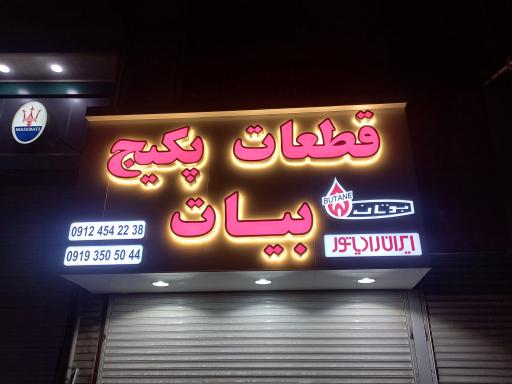 MASERATI
قطعات پکیج
بیات
BUTANE
بوتان
ایران رادیاتور
0912 454 22 38
0919 350 50 44